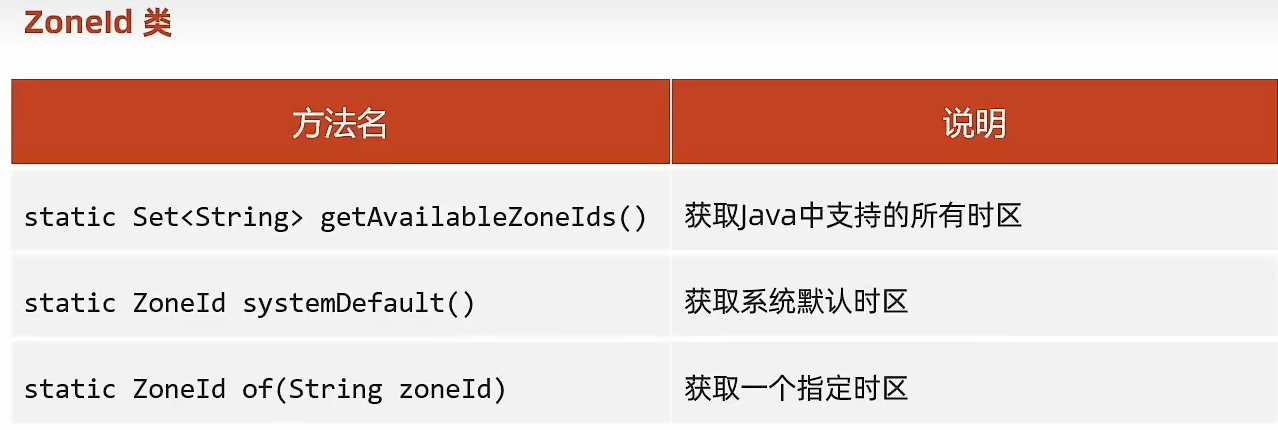 ZoneId 类
方法名 说明
static Set<String> getAvailableZoneIds() 获取Java中支持的所有时区
static ZoneId systemDefault() 获取系统默认时区
static ZoneId of(String zoneId) 获取一个指定时区